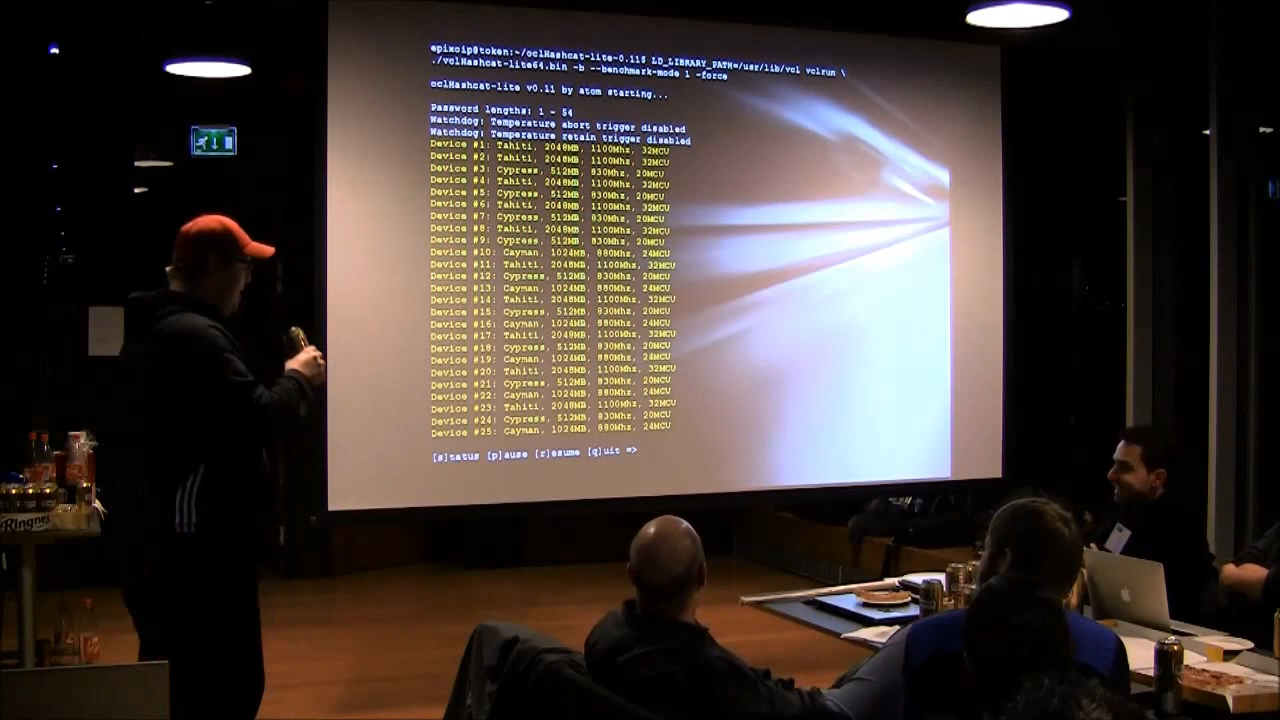 epixoip@token:~/oclHashcat-lite-0.11$ LD_LIBRARY_PATH=/usr/lib/vcl vclrun \
./vclHashcat-lite64.bin -b --benchmark-mode 1 -force
oclHashcat-lite v0.11 by atom starting...
Password lengths: 1 - 54
Watchdog: Temperature abort trigger disabled
Watchdog: Temperature retain trigger disabled
Device #1: Tahiti, 2048MB, 1100Mhz, 32MCU
Device #2: Tahiti, 2048MB, 1100Mhz, 32MCU
Device #3: Cypress, 512MB, 830Mhz, 20MCU
Device #4: Tahiti, 2048MB, 1100Mhz, 32MCU
Device #5: Cypress, 512MB, 830Mhz, 20MCU
Device #6: Tahiti, 2048MB, 1100Mhz, 32MCU
Device #7: Cypress, 512MB, 830Mhz, 20MCU
Device #8: Tahiti, 2048MB, 1100Mhz, 32MCU
Device #9: Cypress, 512MB, 830Mhz, 20MCU
Device #10: Cayman, 1024MB, 880Mhz, 24MCU
Device #11: Tahiti, 2048MB, 1100Mhz, 32MCU
Device #12: Cypress, 512MB, 830Mhz, 20MCU
Device #13: Cayman, 1024MB, 880Mhz, 24MCU
Device #14: Tahiti, 2048MB, 1100Mhz, 32MCU
Device #15: Cypress, 512MB, 830Mhz, 20MCU
Device #16: Cayman, 1024MB, 880Mhz, 24MCU
Device #17: Tahiti, 2048MB, 1100Mhz, 32MCU
Device #18: Cypress, 512MB, 830Mhz, 20MCU
Device #19: Cayman, 1024MB, 880Mhz, 24MCU
Device #20: Tahiti, 2048MB, 1100Mhz, 32MCU
Device #21: Cypress, 512MB, 830Mhz, 20MCU
Device #22: Cayman, 1024MB, 880Mhz, 24MCU
Device #23: Tahiti, 2048MB, 1100Mhz, 32MCU
Device #24: Cypress, 512MB, 830Mhz, 20MCU
Device #25: Cayman, 1024MB, 880Mhz, 24MCU
[s]tatus [p]ause [r]esume [q]uit =>
Ringnes